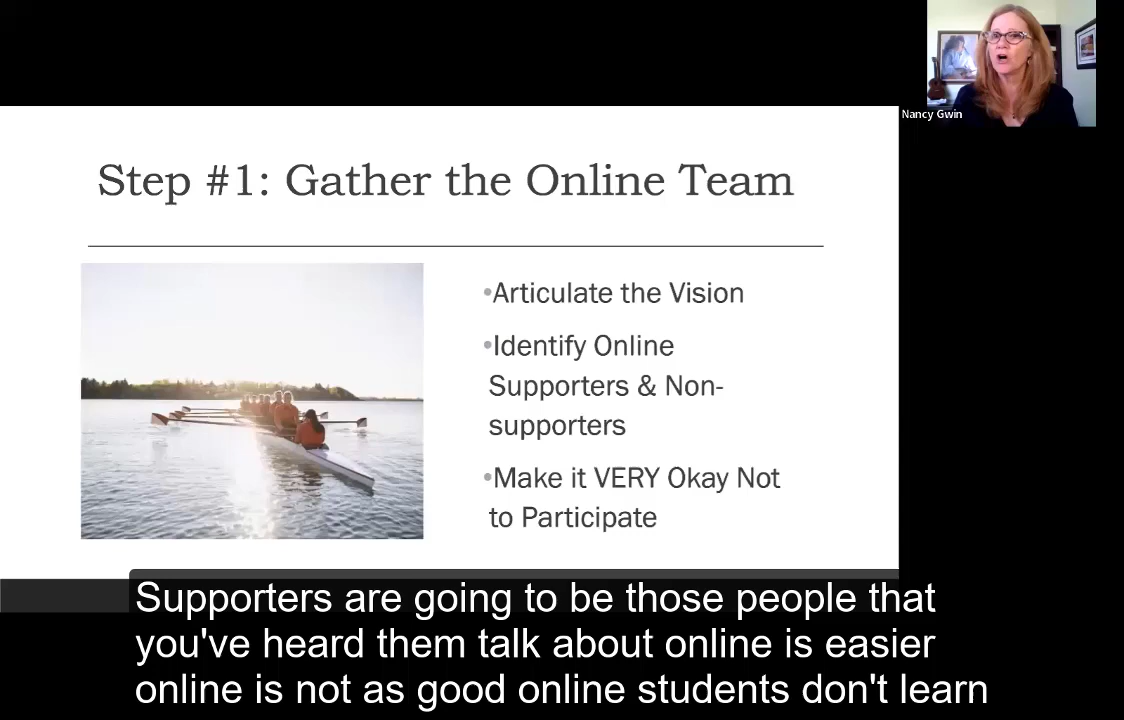 Nancy Gwin
Step #1: Gather the Online Team
•Articulate the Vision
•Identify Online
Supporters & Non-
supporters
•Make it VERY Okay Not
to Participate
Supporters are going to be those people that
you've heard them talk about online is easier
online is not as good online students don't learn